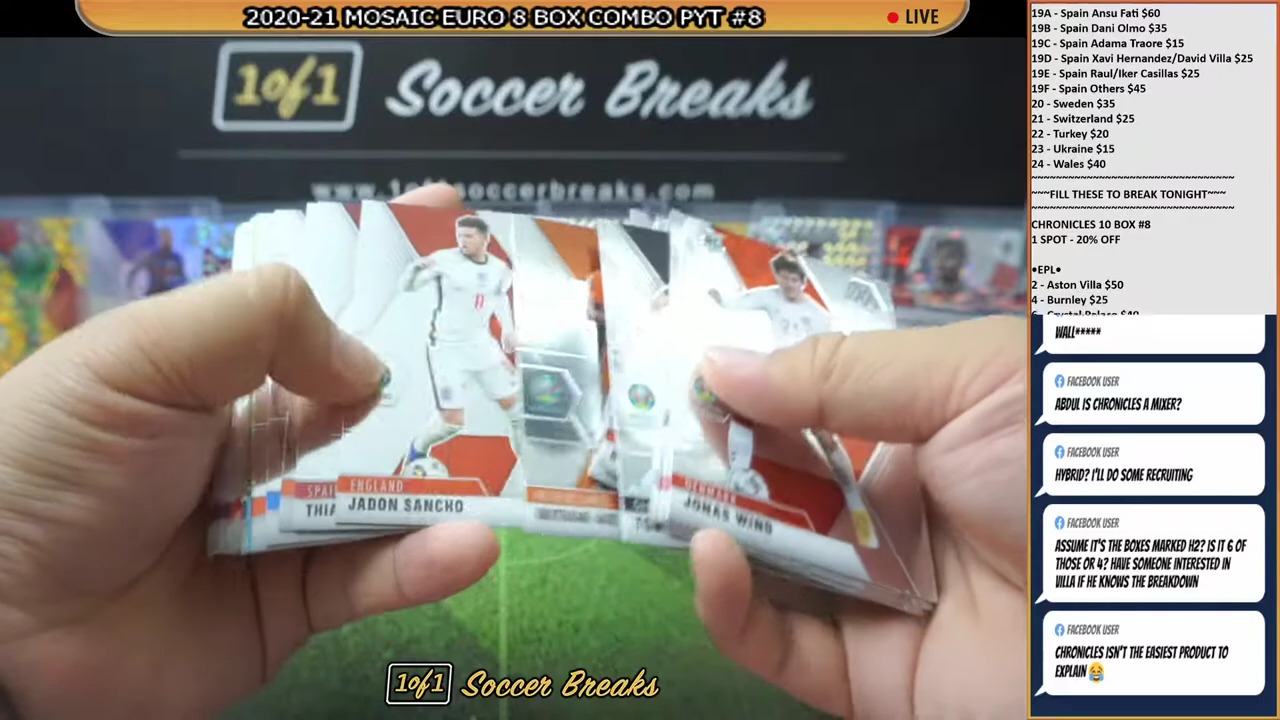 2020-21 MOSAIC EURO 8 BOX COMBO PYT #8
LIVE
1of1 Soccer Breaks
www.1of1soccerbreaks.com
SPAI
THIA
ENGLAND
JADON SANCHO
11
DENMARK
JONAS WIND
1of1 Soccer Breaks
19A - Spain Ansu Fati $60
19B - Spain Dani Olmo $35
19C - Spain Adama Traore $15
19D - Spain Xavi Hernandez/David Villa $25
19E - Spain Raul/Iker Casillas $25
19F - Spain Others $45
20 - Sweden $35
21 - Switzerland $25
22 - Turkey $20
23 - Ukraine $15
24 - Wales $40
~~~~~~~~~~~~~~~~~~~~~~~~~~~~~~~~~
~~~FILL THESE TO BREAK TONIGHT~~~
~~~~~~~~~~~~~~~~~~~~~~~~~~~~~~~~~
CHRONICLES 10 BOX #8
1 SPOT - 20% OFF
•EPL•
2 - Aston Villa $50
4 - Burnley $25
6 - Crystal Palace $40
WALL*****
FACEBOOK USER
ABDUL IS CHRONICLES A MIXER?
FACEBOOK USER
HYBRID? I'LL DO SOME RECRUITING
FACEBOOK USER
ASSUME IT'S THE BOXES MARKED H2? IS IT 6 OF
THOSE OR 4? HAVE SOMEONE INTERESTED IN
VILLA IF HE KNOWS THE BREAKDOWN
FACEBOOK USER
CHRONICLES ISN'T THE EASIEST PRODUCT TO
EXPLAIN 😂